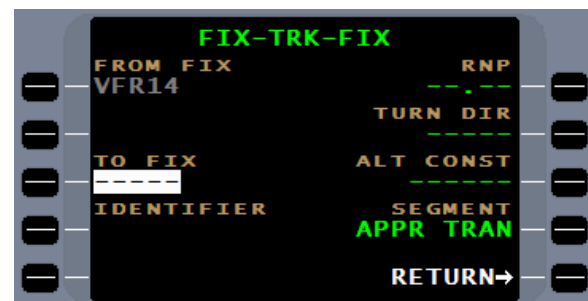 FIX-TRK-FIX
FROM FIX RNP
VFR14 --.--
TURN DIR
-----
TO FIX ALT CONST
----- ------
IDENTIFIER SEGMENT
APPR TRAN
RETURN→